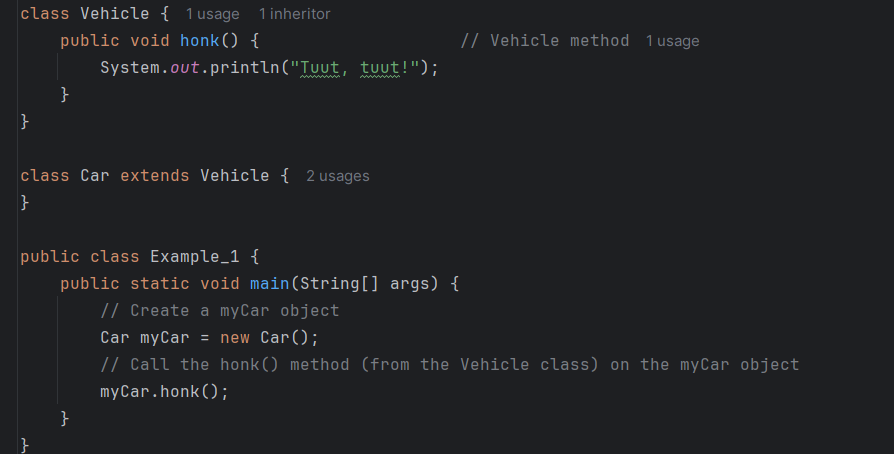 class Vehicle { 1 usage 1 inheritor
    public void honk() {                    // Vehicle method 1 usage
        System.out.println("Tuut, tuut!");
    }
}

class Car extends Vehicle { 2 usages
}

public class Example_1 {
    public static void main(String[] args) {
        // Create a myCar object
        Car myCar = new Car();
        // Call the honk() method (from the Vehicle class) on the myCar object
        myCar.honk();
    }
}